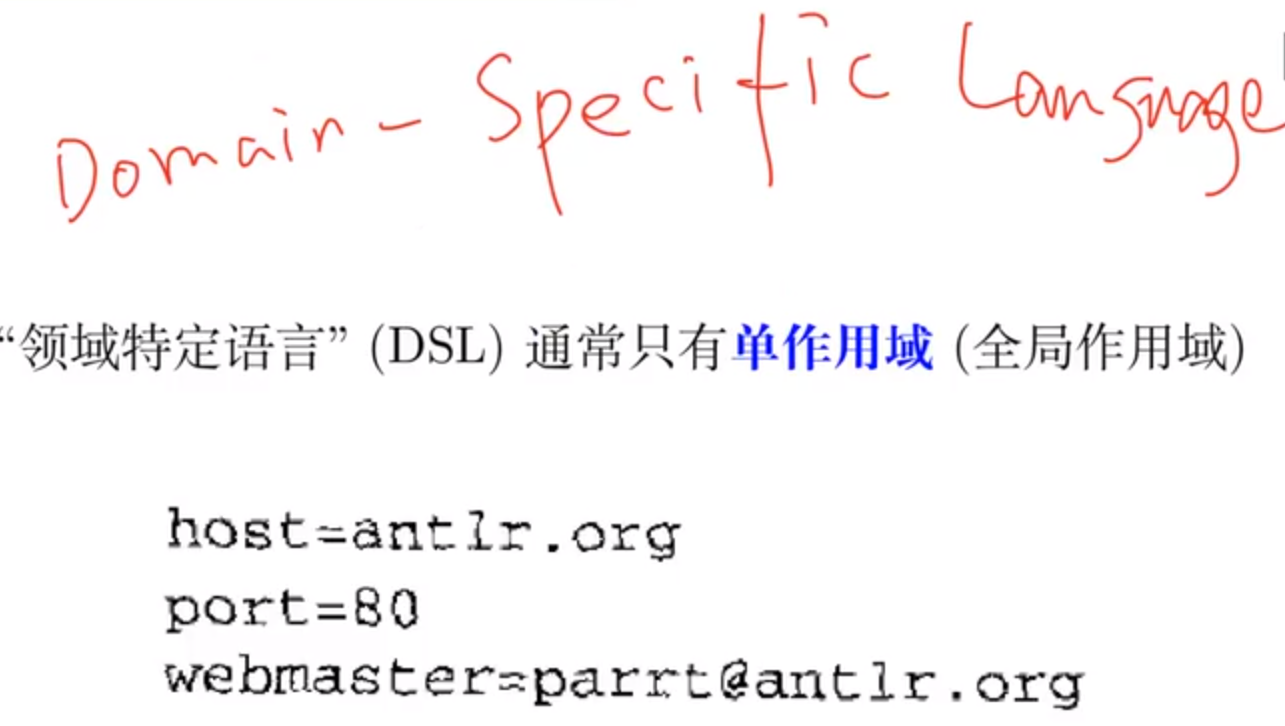 Domain - Specific Language
“领域特定语言” (DSL) 通常只有单作用域 (全局作用域)
host=antlr.org
port=80
webmaster=parrt@antlr.org